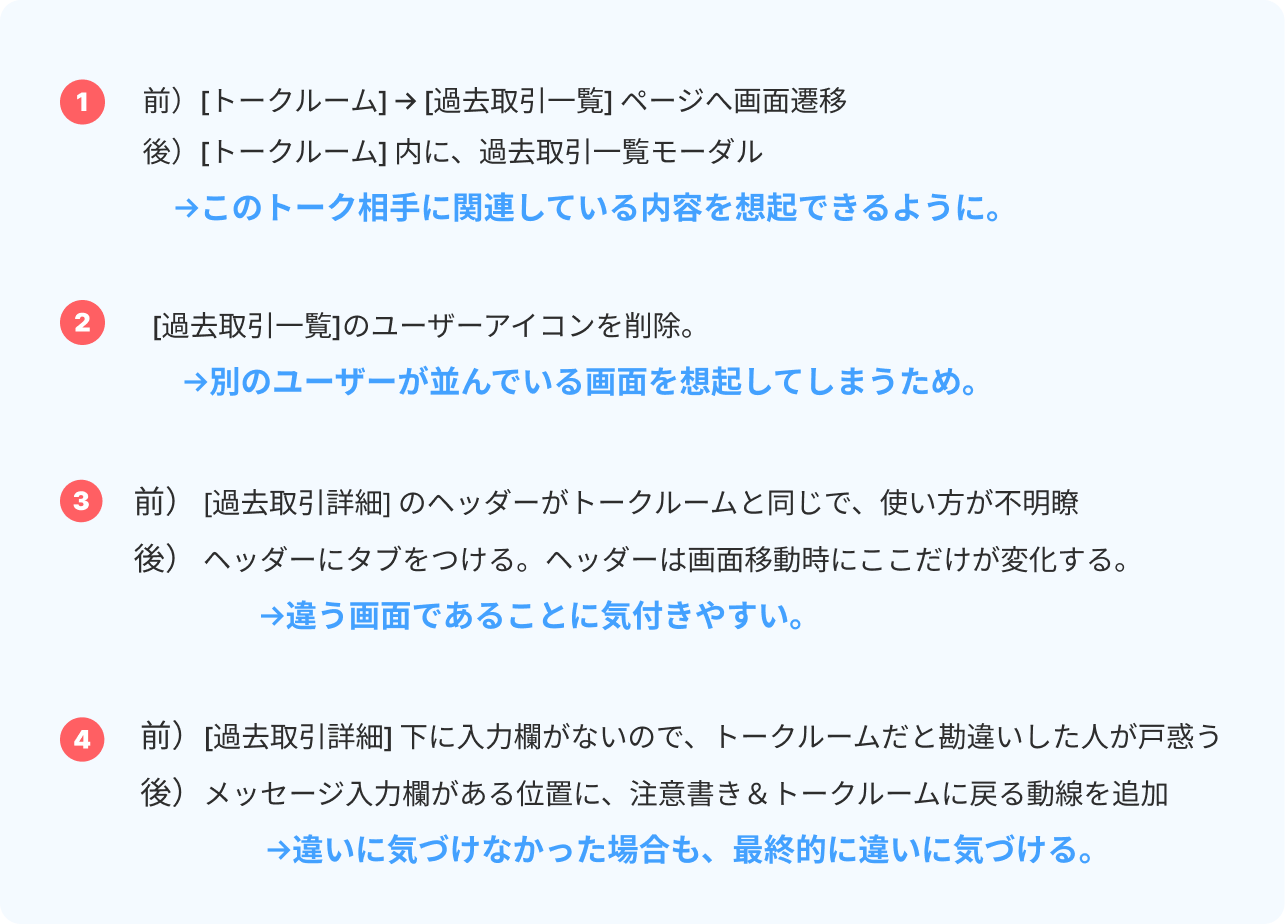 1 前）[トークルーム] → [過去取引一覧] ページへ画面遷移
後）[トークルーム] 内に、過去取引一覧モーダル
→このトーク相手に関連している内容を想起できるように。
2 [過去取引一覧]のユーザーアイコンを削除。
→別のユーザーが並んでいる画面を想起してしまうため。
3 前） [過去取引詳細] のヘッダーがトークルームと同じで、使い方が不明瞭
後） ヘッダーにタブをつける。ヘッダーは画面移動時にここだけが変化する。
→違う画面であることに気付きやすい。
4 前）[過去取引詳細] 下に入力欄がないので、トークルームだと勘違いした人が戸惑う
後）メッセージ入力欄がある位置に、注意書き＆トークルームに戻る動線を追加
→違いに気づけなかった場合も、最終的に違いに気づける。